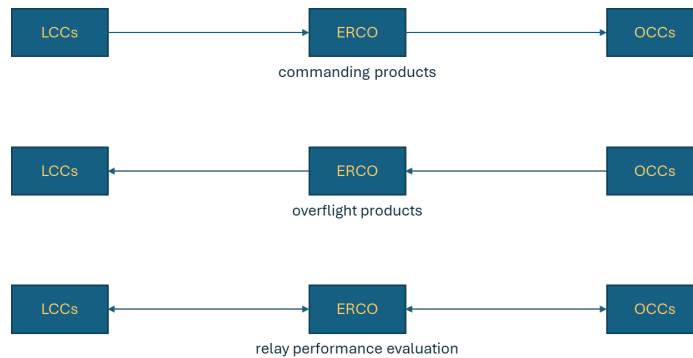 LCCs ERCO OCCs
commanding products
LCCs ERCO OCCs
overflight products
LCCs ERCO OCCs
relay performance evaluation